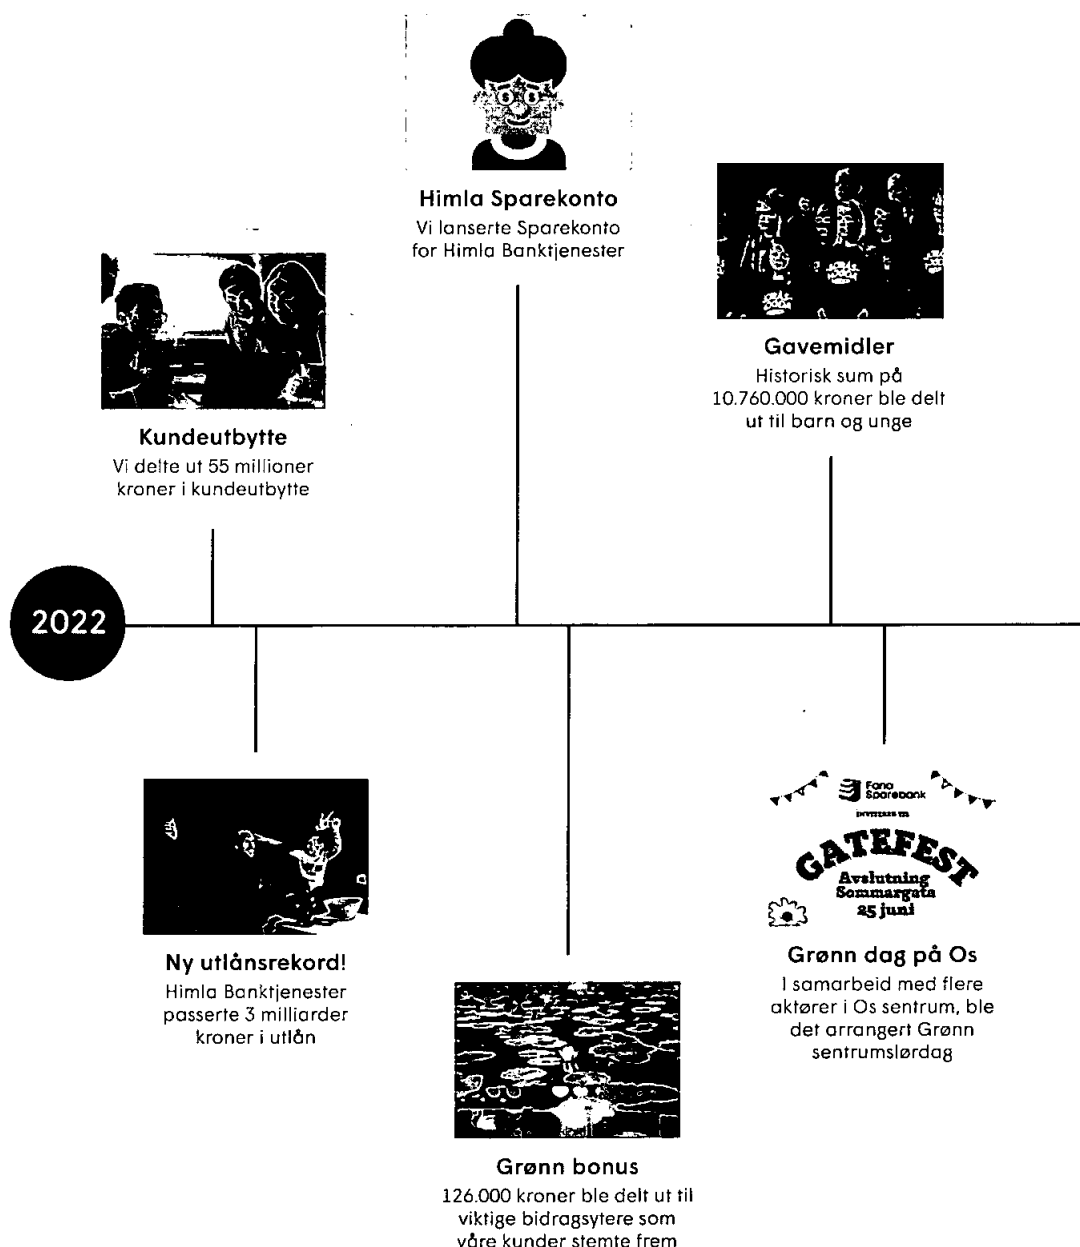 Himla Sparekonto
Vi lanserte Sparekonto
for Himla Banktjenester
Gavemidler
Historisk sum på
10.760.000 kroner ble delt
ut til barn og unge
Kundeutbytte
Vi delte ut 55 millioner
kroner i kundeutbytte
2022
Ny utlånsrekord!
Himla Banktjenester
passerte 3 milliarder
kroner i utlån
Grønn bonus
126.000 kroner ble delt ut til
viktige bidragsytere som
våre kunder stemte frem
Fana
Sparebank
GATEFEST
Avslutning
Sommargata
25 juni
Grønn dag på Os
I samarbeid med flere
aktører i Os sentrum, ble
det arrangert Grønn
sentrumslørdag